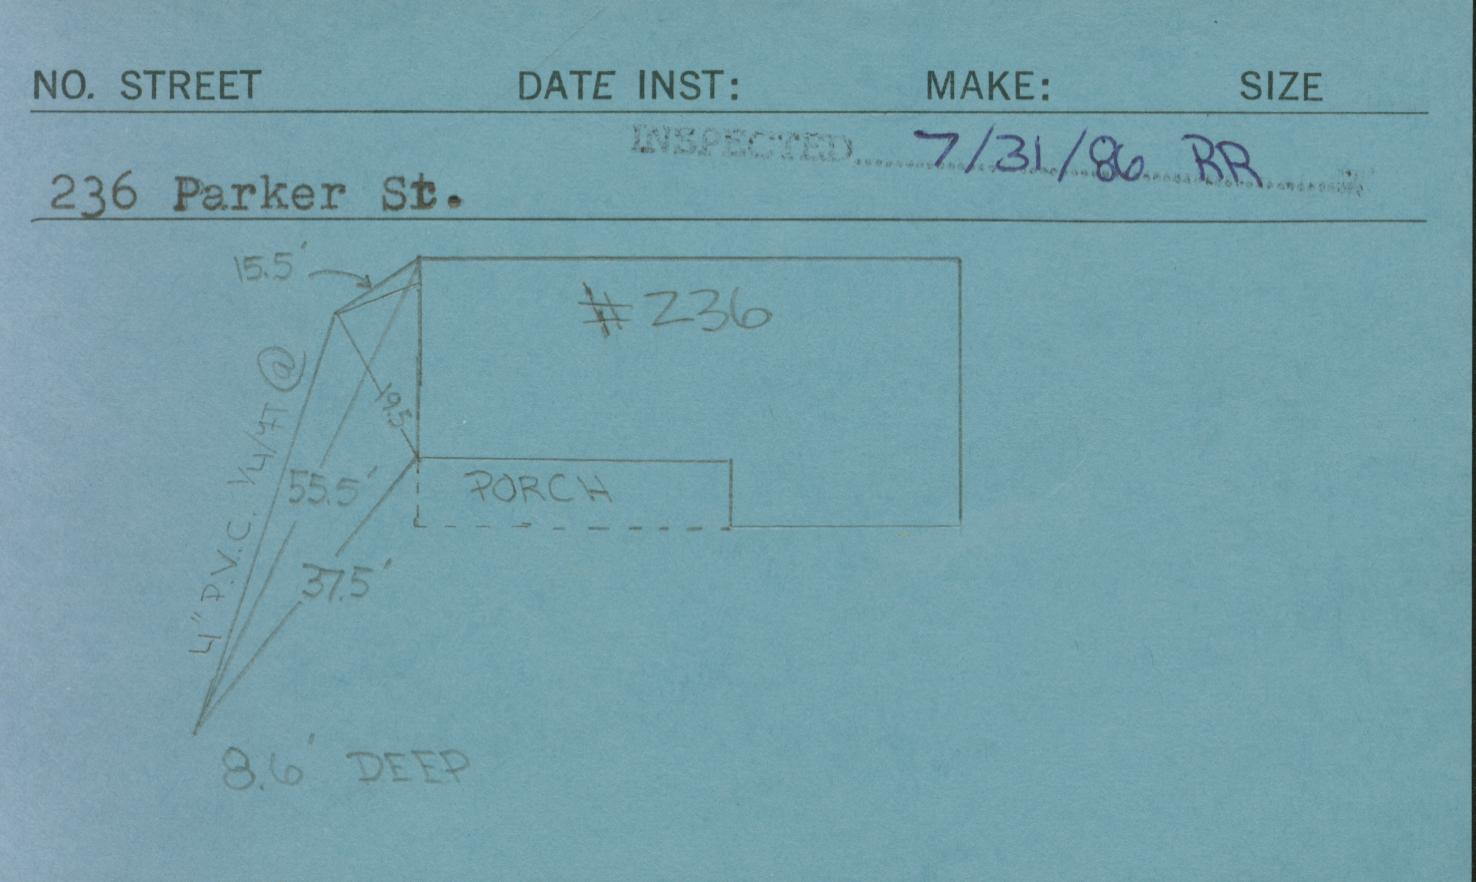 NO. STREET DATE INST: MAKE: SIZE
INSPECTED 7/31/86 RR
236 Parker St.
15.5'
#236
4" P.V.C. 1/4/FT @
19.5
55.5'
PORCH
37.5'
8.6' DEEP